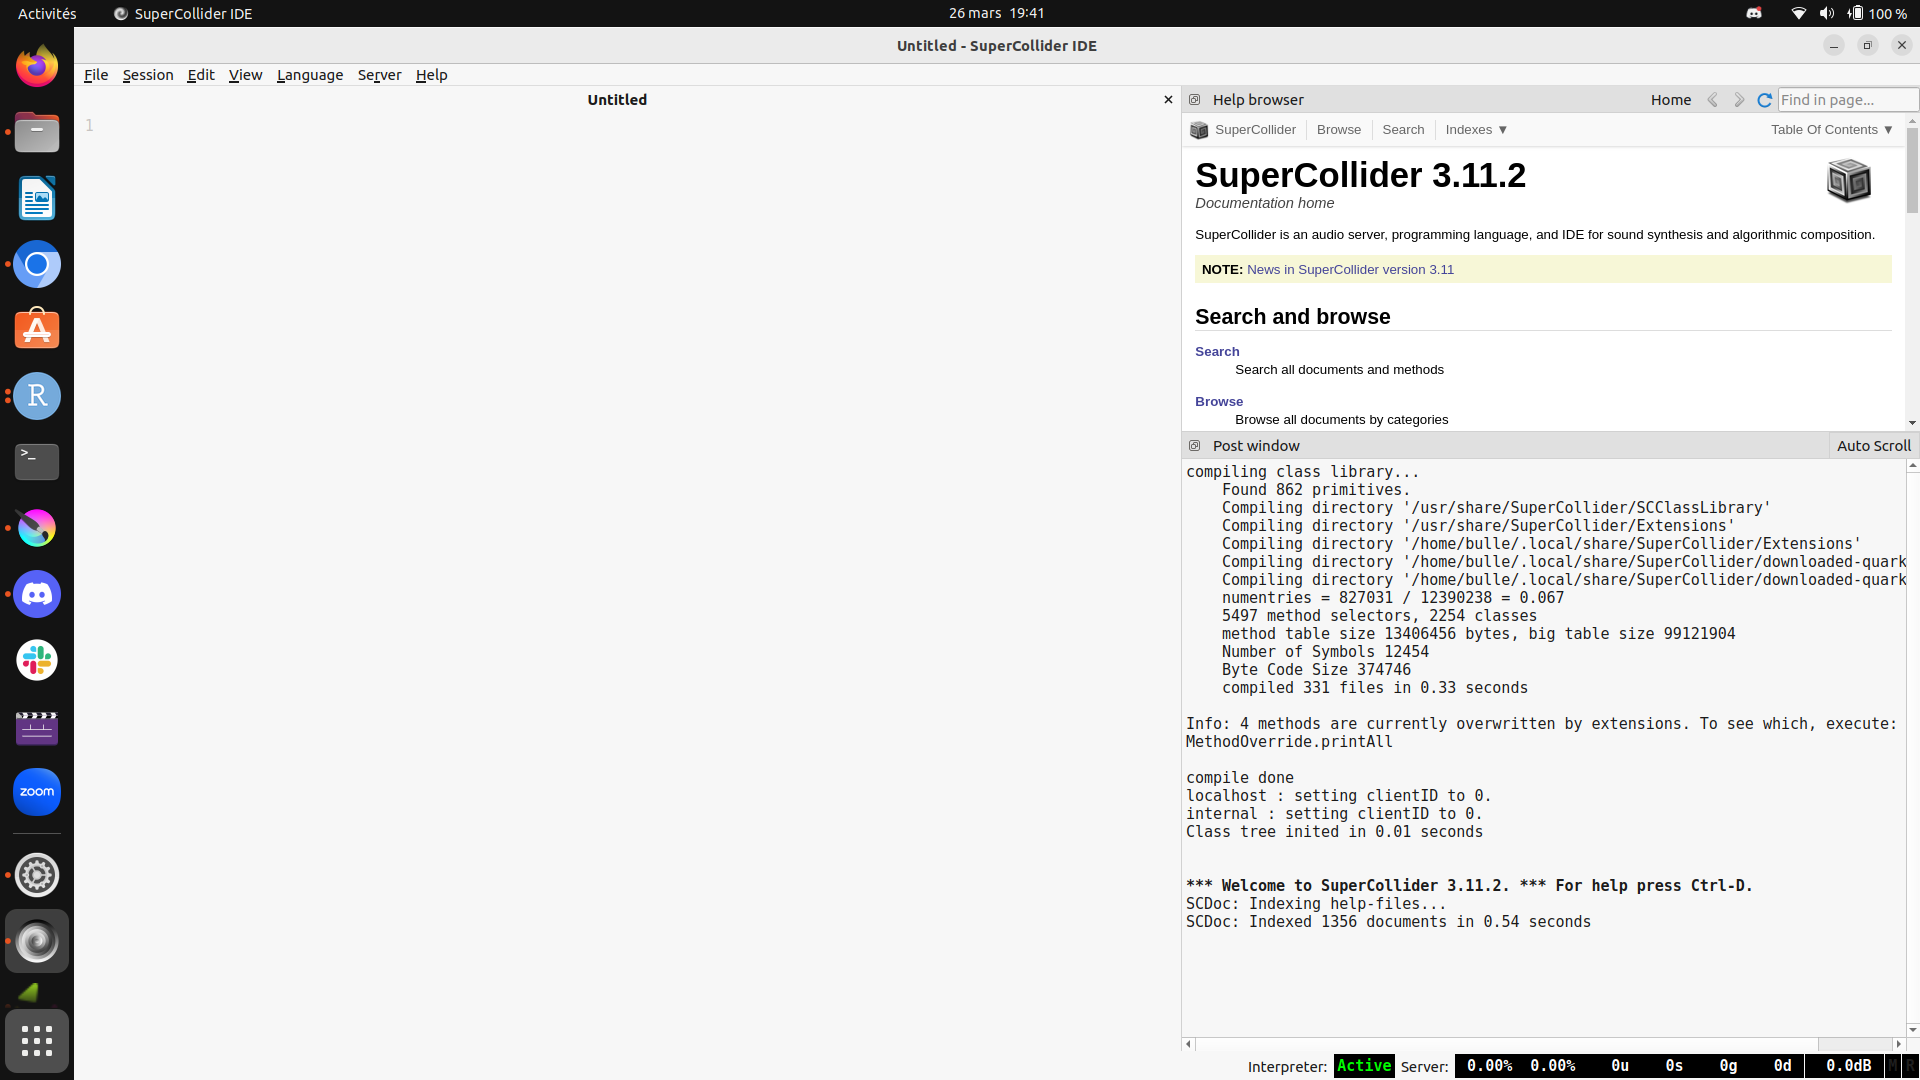 Activités
SuperCollider IDE
26 mars 19:41
100 %
Untitled - SuperCollider IDE
File Session Edit View Language Server Help
Untitled
1
Help browser
Home
Find in page...
SuperCollider Browse Search Indexes ▼
Table Of Contents ▼
SuperCollider 3.11.2
Documentation home
SuperCollider is an audio server, programming language, and IDE for sound synthesis and algorithmic composition.
NOTE: News in SuperCollider version 3.11
Search and browse
Search
Search all documents and methods
Browse
Browse all documents by categories
Post window
Auto Scroll
compiling class library...
Found 862 primitives.
Compiling directory '/usr/share/SuperCollider/SCClassLibrary'
Compiling directory '/usr/share/SuperCollider/Extensions'
Compiling directory '/home/bulle/.local/share/SuperCollider/Extensions'
Compiling directory '/home/bulle/.local/share/SuperCollider/downloaded-quark
Compiling directory '/home/bulle/.local/share/SuperCollider/downloaded-quark
numentries = 827031 / 12390238 = 0.067
5497 method selectors, 2254 classes
method table size 13406456 bytes, big table size 99121904
Number of Symbols 12454
Byte Code Size 374746
compiled 331 files in 0.33 seconds
Info: 4 methods are currently overwritten by extensions. To see which, execute:
MethodOverride.printAll
compile done
localhost : setting clientID to 0.
internal : setting clientID to 0.
Class tree inited in 0.01 seconds
*** Welcome to SuperCollider 3.11.2. *** For help press Ctrl-D.
SCDoc: Indexing help-files...
SCDoc: Indexed 1356 documents in 0.54 seconds
Interpreter: Active Server: 0.00% 0.00% 0u 0s 0g 0d 0.0dB M R
R
>_
zoom